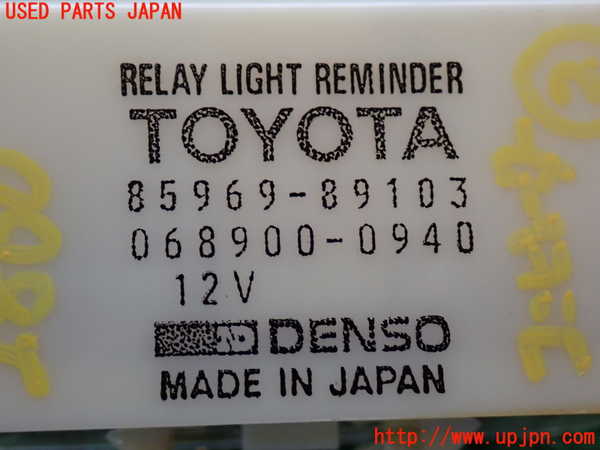 USED PARTS JAPAN
RELAY LIGHT REMINDER
TOYOTA
85969-89103
068900-0940
12V
DENSO
MADE IN JAPAN
http://www.upjpn.com